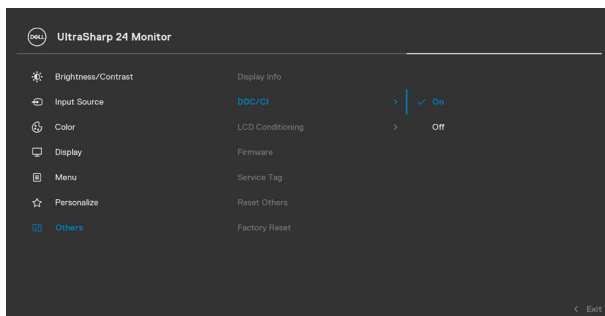 DELL UltraSharp 24 Monitor
Brightness/Contrast Display Info
Input Source DDC/CI > ✓ On
Color LCD Conditioning > Off
Display Firmware
Menu Service Tag
Personalize Reset Others
Others Factory Reset
< Exit